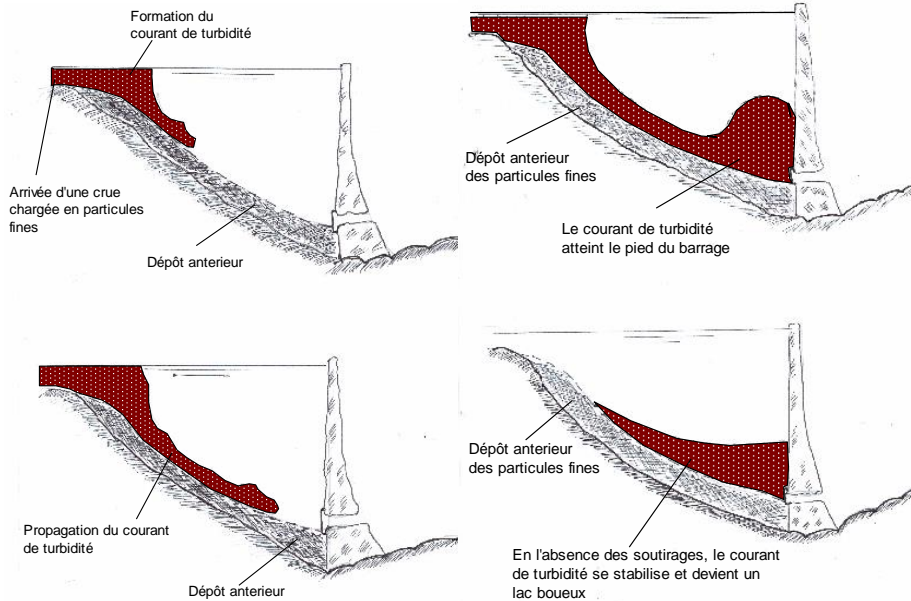 Formation du
courant de turbidité
Arrivée d'une crue
chargée en particules
fines
Dépôt anterieur
Dépôt anterieur
des particules fines
Le courant de turbidité
atteint le pied du barrage
Propagation du courant
de turbidité
Dépôt anterieur
Dépôt anterieur
des particules fines
En l'absence des soutirages, le courant
de turbidité se stabilise et devient un
lac boueux